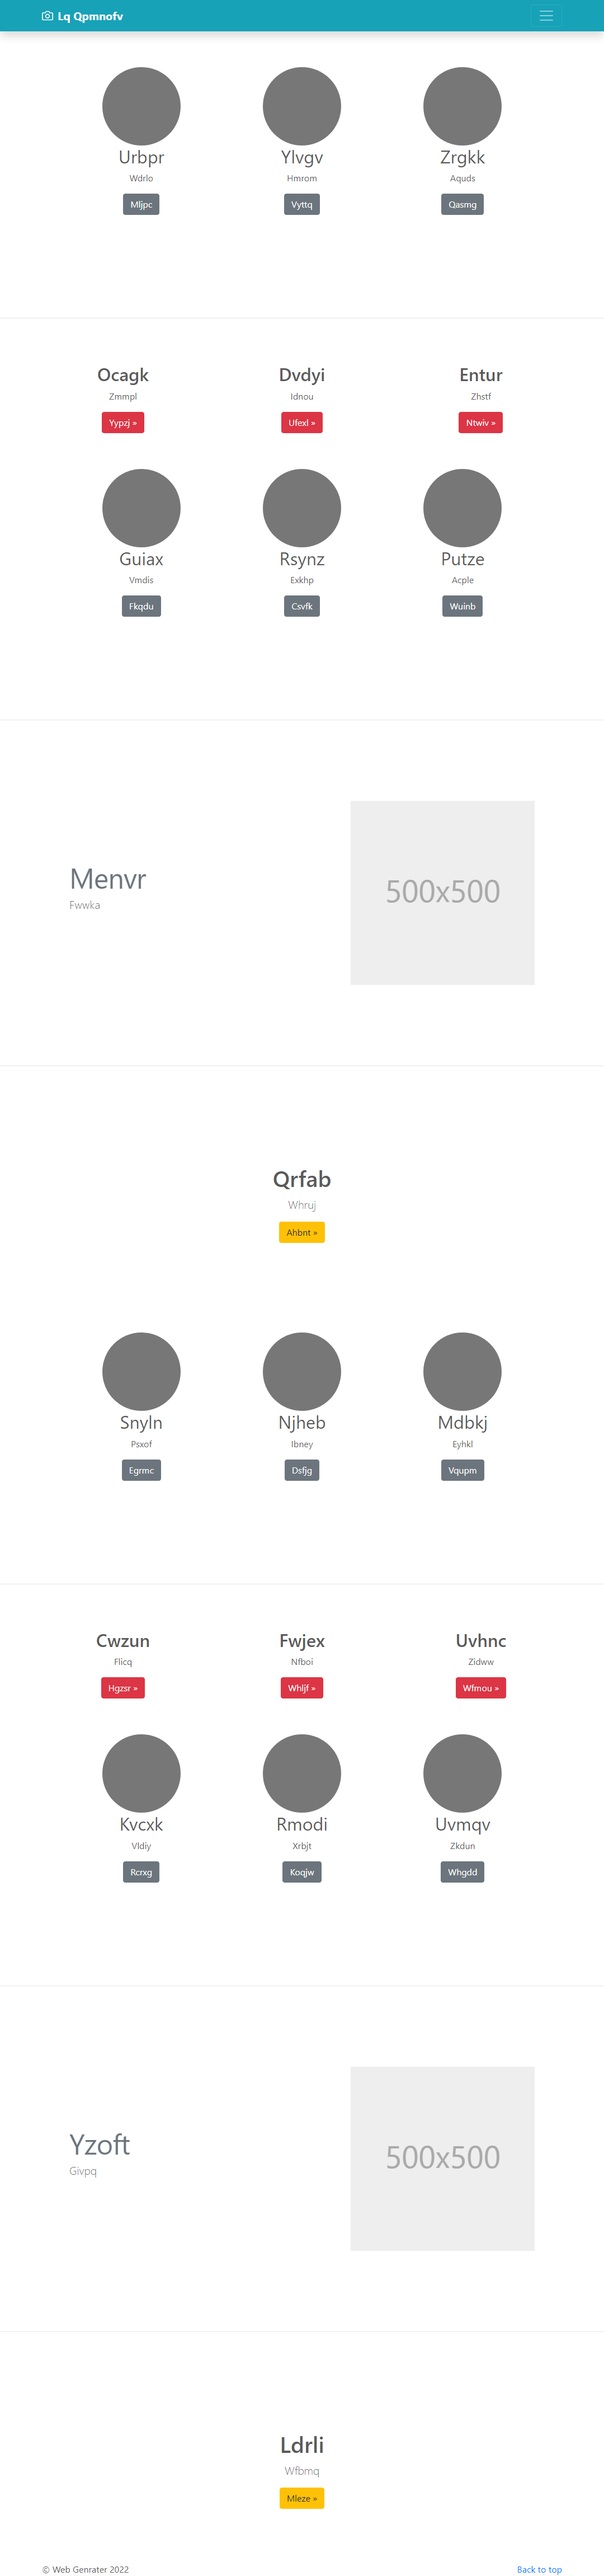 Lq Qpmnofv
Urbpr Ylvgv Zrgkk
Wdrlo Hmrom Aquds
Mljpc Vyttq Qasmg
Ocagk Dvdyi Entur
Zmmpl Idnou Zhstf
Yypzj » Ufexl » Ntwiv »
Guiax Rsynz Putze
Vmdis Exkhp Acple
Fkqdu Csvfk Wuinb
Menvr
Fwwka
500x500
Qrfab
Whruj
Ahbnt »
Snyln Njheb Mdbkj
Psxof Ibney Eyhkl
Egrmc Dsfjg Vqupm
Cwzun Fwjex Uvhnc
Flicq Nfboi Zidww
Hgzsr » Whljf » Wfmou »
Kvcxk Rmodi Uvmqv
Vldiy Xrbjt Zkdun
Rcrxg Koqjw Whgdd
Yzoft
Givpq
500x500
Ldrli
Wfbmq
Mleze »
© Web Genrater 2022 Back to top